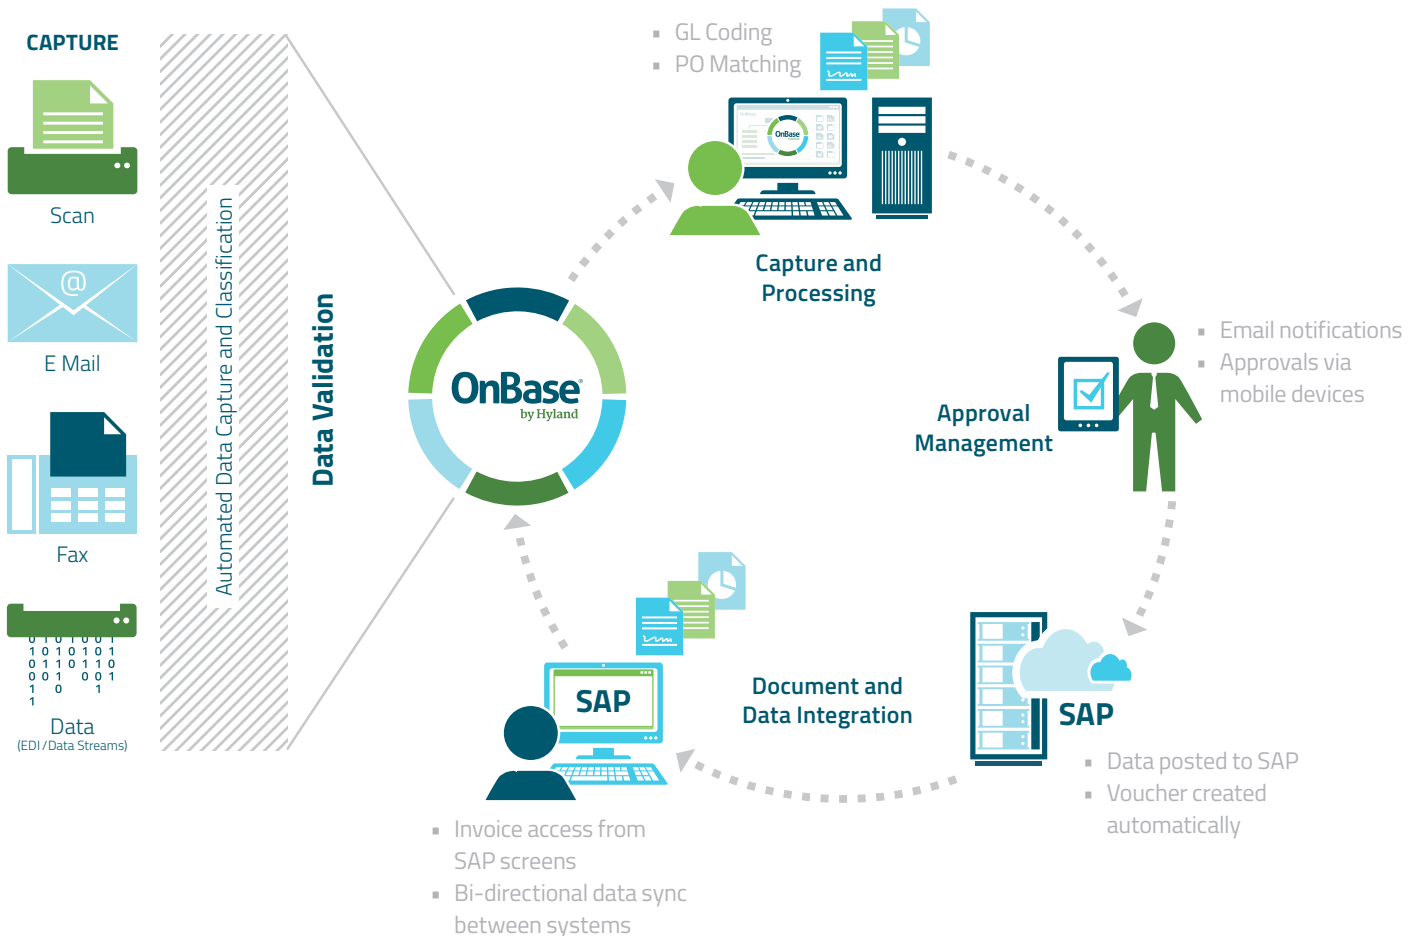 CAPTURE
Scan
@
E Mail
Fax
Data
(EDI/Data Streams)
Automated Data Capture and Classification
Data Validation
OnBase®
by Hyland
GL Coding
PO Matching
OnBase
Capture and
Processing
Email notifications
Approvals via
mobile devices
Approval
Management
SAP
Data posted to SAP
Voucher created
automatically
Document and
Data Integration
SAP
Invoice access from
SAP screens
Bi-directional data sync
between systems